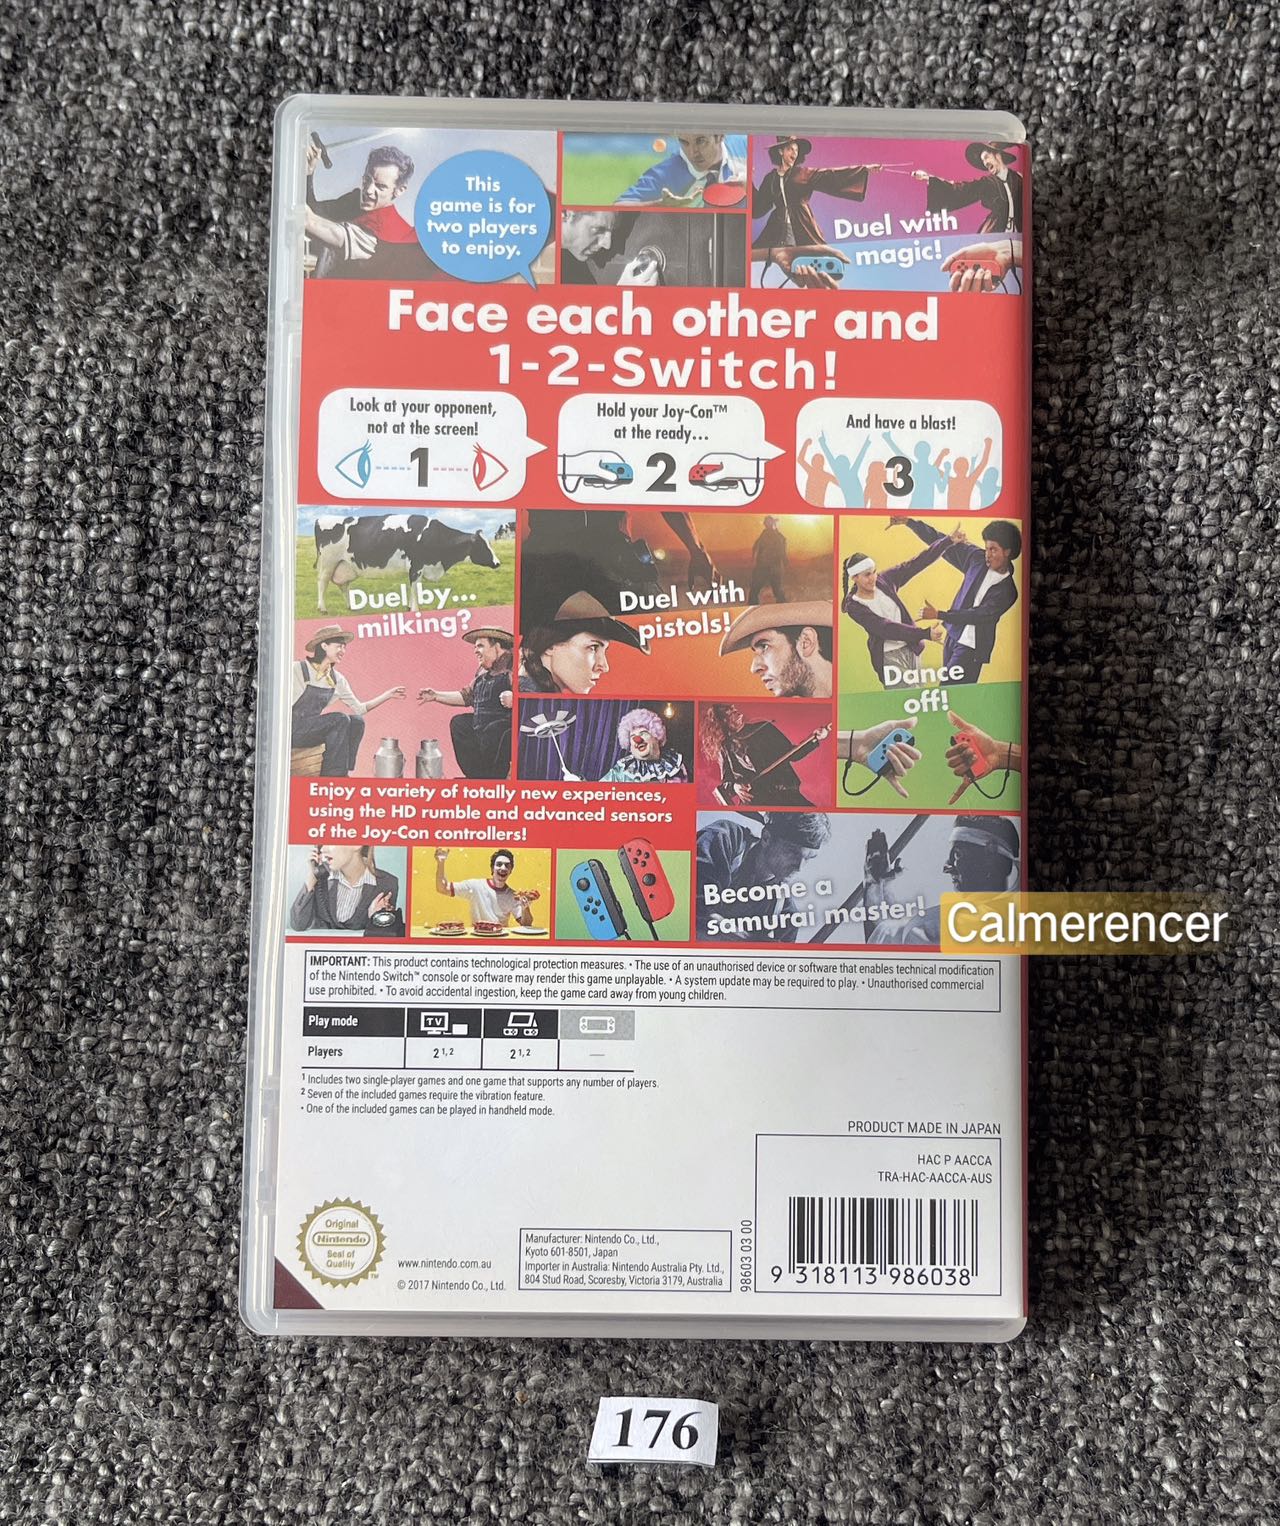 This
game is for
two players
to enjoy.
Duel with
magic!
Face each other and
1-2-Switch!
Look at your opponent,
not at the screen!
1
Hold your Joy-Con™
at the ready...
2
And have a blast!
3
Duel by...
milking?
Duel with
pistols!
Dance
off!
Enjoy a variety of totally new experiences,
using the HD rumble and advanced sensors
of the Joy-Con controllers!
Become a
samurai master!
Calmerencer
IMPORTANT: This product contains technological protection measures. • The use of an unauthorised device or software that enables technical modification
of the Nintendo Switch™ console or software may render this game unplayable. • A system update may be required to play. • Unauthorised commercial
use prohibited. • To avoid accidental ingestion, keep the game card away from young children.
Play mode
TV
Players
2 1, 2
2 1, 2
—
1 Includes two single-player games and one game that supports any number of players.
2 Seven of the included games require the vibration feature.
• One of the included games can be played in handheld mode.
PRODUCT MADE IN JAPAN
HAC P AACCA
TRA-HAC-AACCA-AUS
98603 03 00
9 318113 986038
Original
Nintendo
Seal of
Quality
TM
www.nintendo.com.au
© 2017 Nintendo Co., Ltd.
Manufacturer: Nintendo Co., Ltd.,
Kyoto 601-8501, Japan
Importer in Australia: Nintendo Australia Pty. Ltd.,
804 Stud Road, Scoresby, Victoria 3179, Australia
176